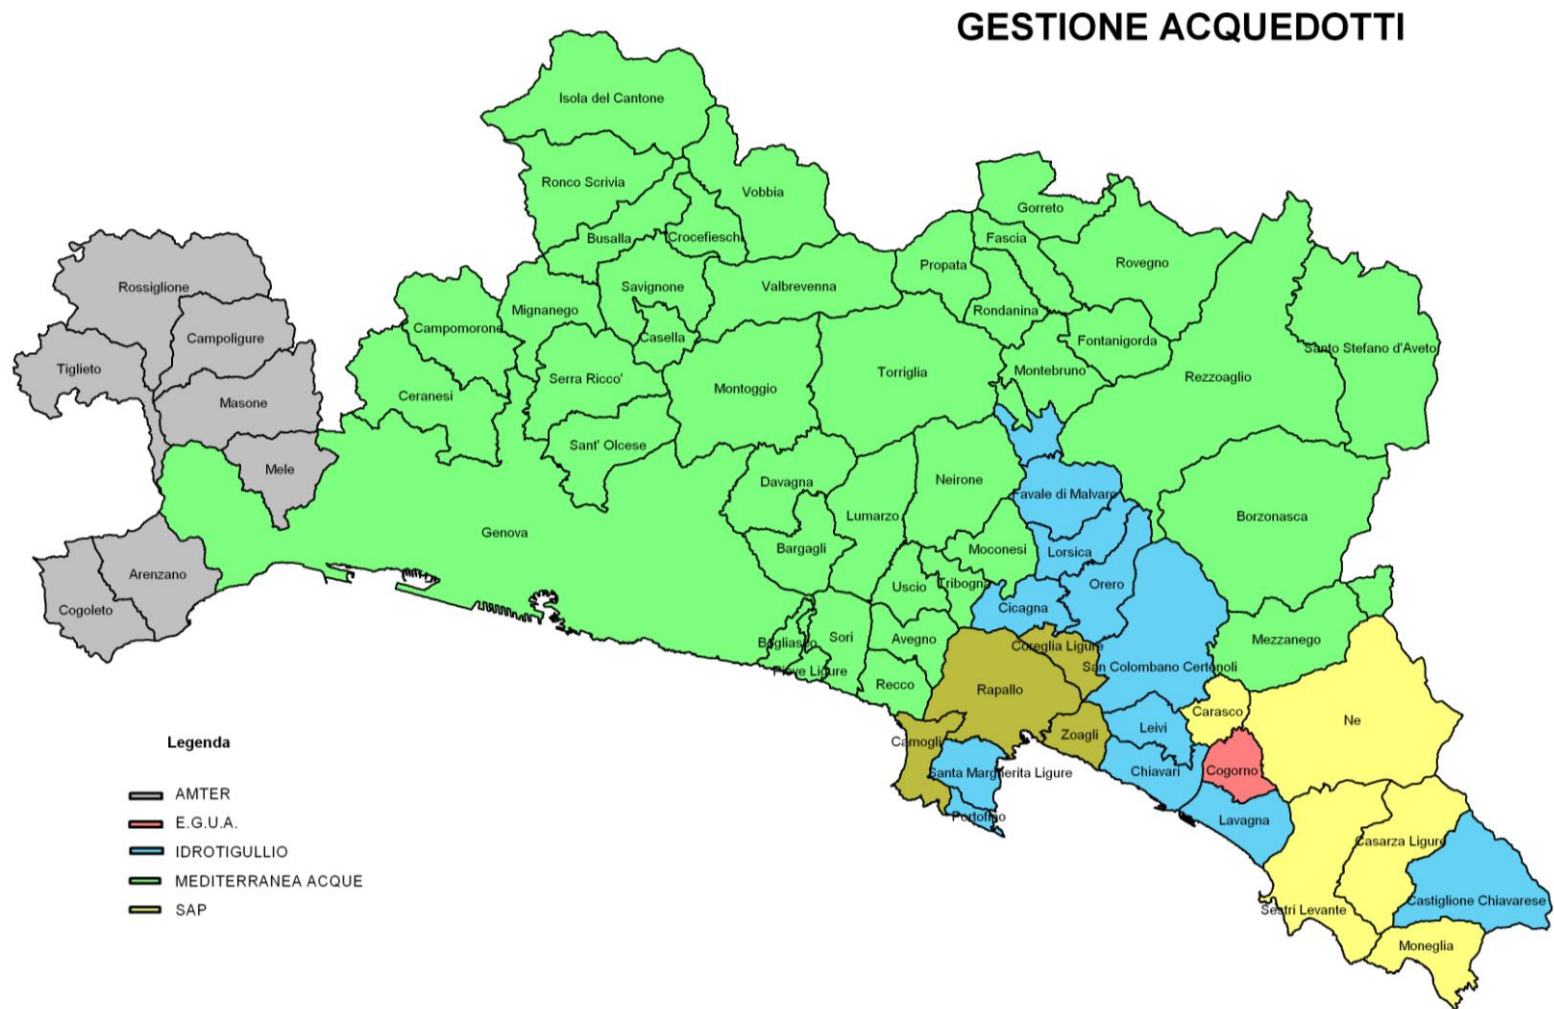 GESTIONE ACQUEDOTTI
Isola del Cantone
Ronco Scrivia
Vobbia
Gorreto
Busalla
Crocefieschi
Fascia
Propata
Rovegno
Rossiglione
Savignone
Valbrevenna
Mignanego
Rondanina
Campomorone
Campoligure
Casella
Fontanigorda
Santo Stefano d'Aveto
Tiglieto
Serra Ricco'
Montoggio
Torriglia
Montebruno
Rezzoaglio
Masone
Ceranesi
Sant' Olcese
Mele
Davagna
Neirone
Favale di Malvaro
Lumarzo
Borzonasca
Genova
Bargagli
Moconesi
Lorsica
Arenzano
Uscio
Tribogna
Orero
Cogoleto
Cicagna
Bogliasco
Sori
Avegno
Coreglia Ligure
Mezzanego
Pieve Ligure
San Colombano Certenoli
Recco
Rapallo
Carasco
Ne
Camogli
Zoagli
Leivi
Santa Margherita Ligure
Chiavari
Cogorno
Portofino
Lavagna
Casarza Ligure
Sestri Levante
Castiglione Chiavarese
Moneglia
Legenda
AMTER
E.G.U.A.
IDROTIGULLIO
MEDITERRANEA ACQUE
SAP